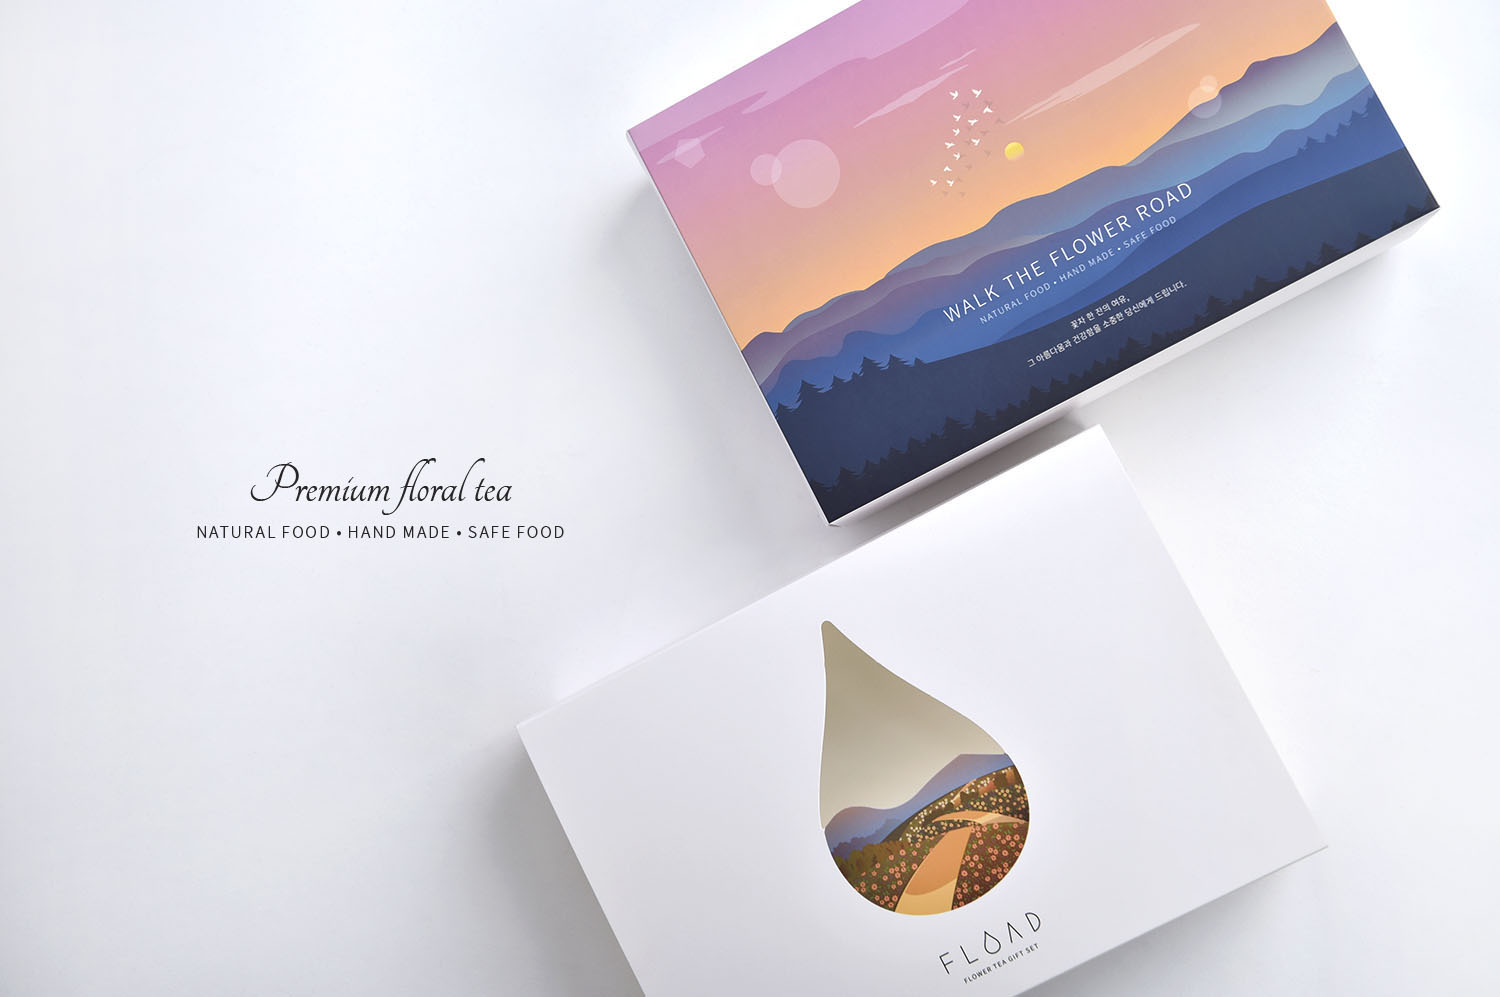 Premium floral tea
NATURAL FOOD • HAND MADE • SAFE FOOD
WALK THE FLOWER ROAD
NATURAL FOOD • HAND MADE • SAFE FOOD
꽃차 한 잔의 여유,
그 아름다움과 건강함을 소중한 당신에게 드립니다.
FLOAD
FLOWER TEA GIFT SET